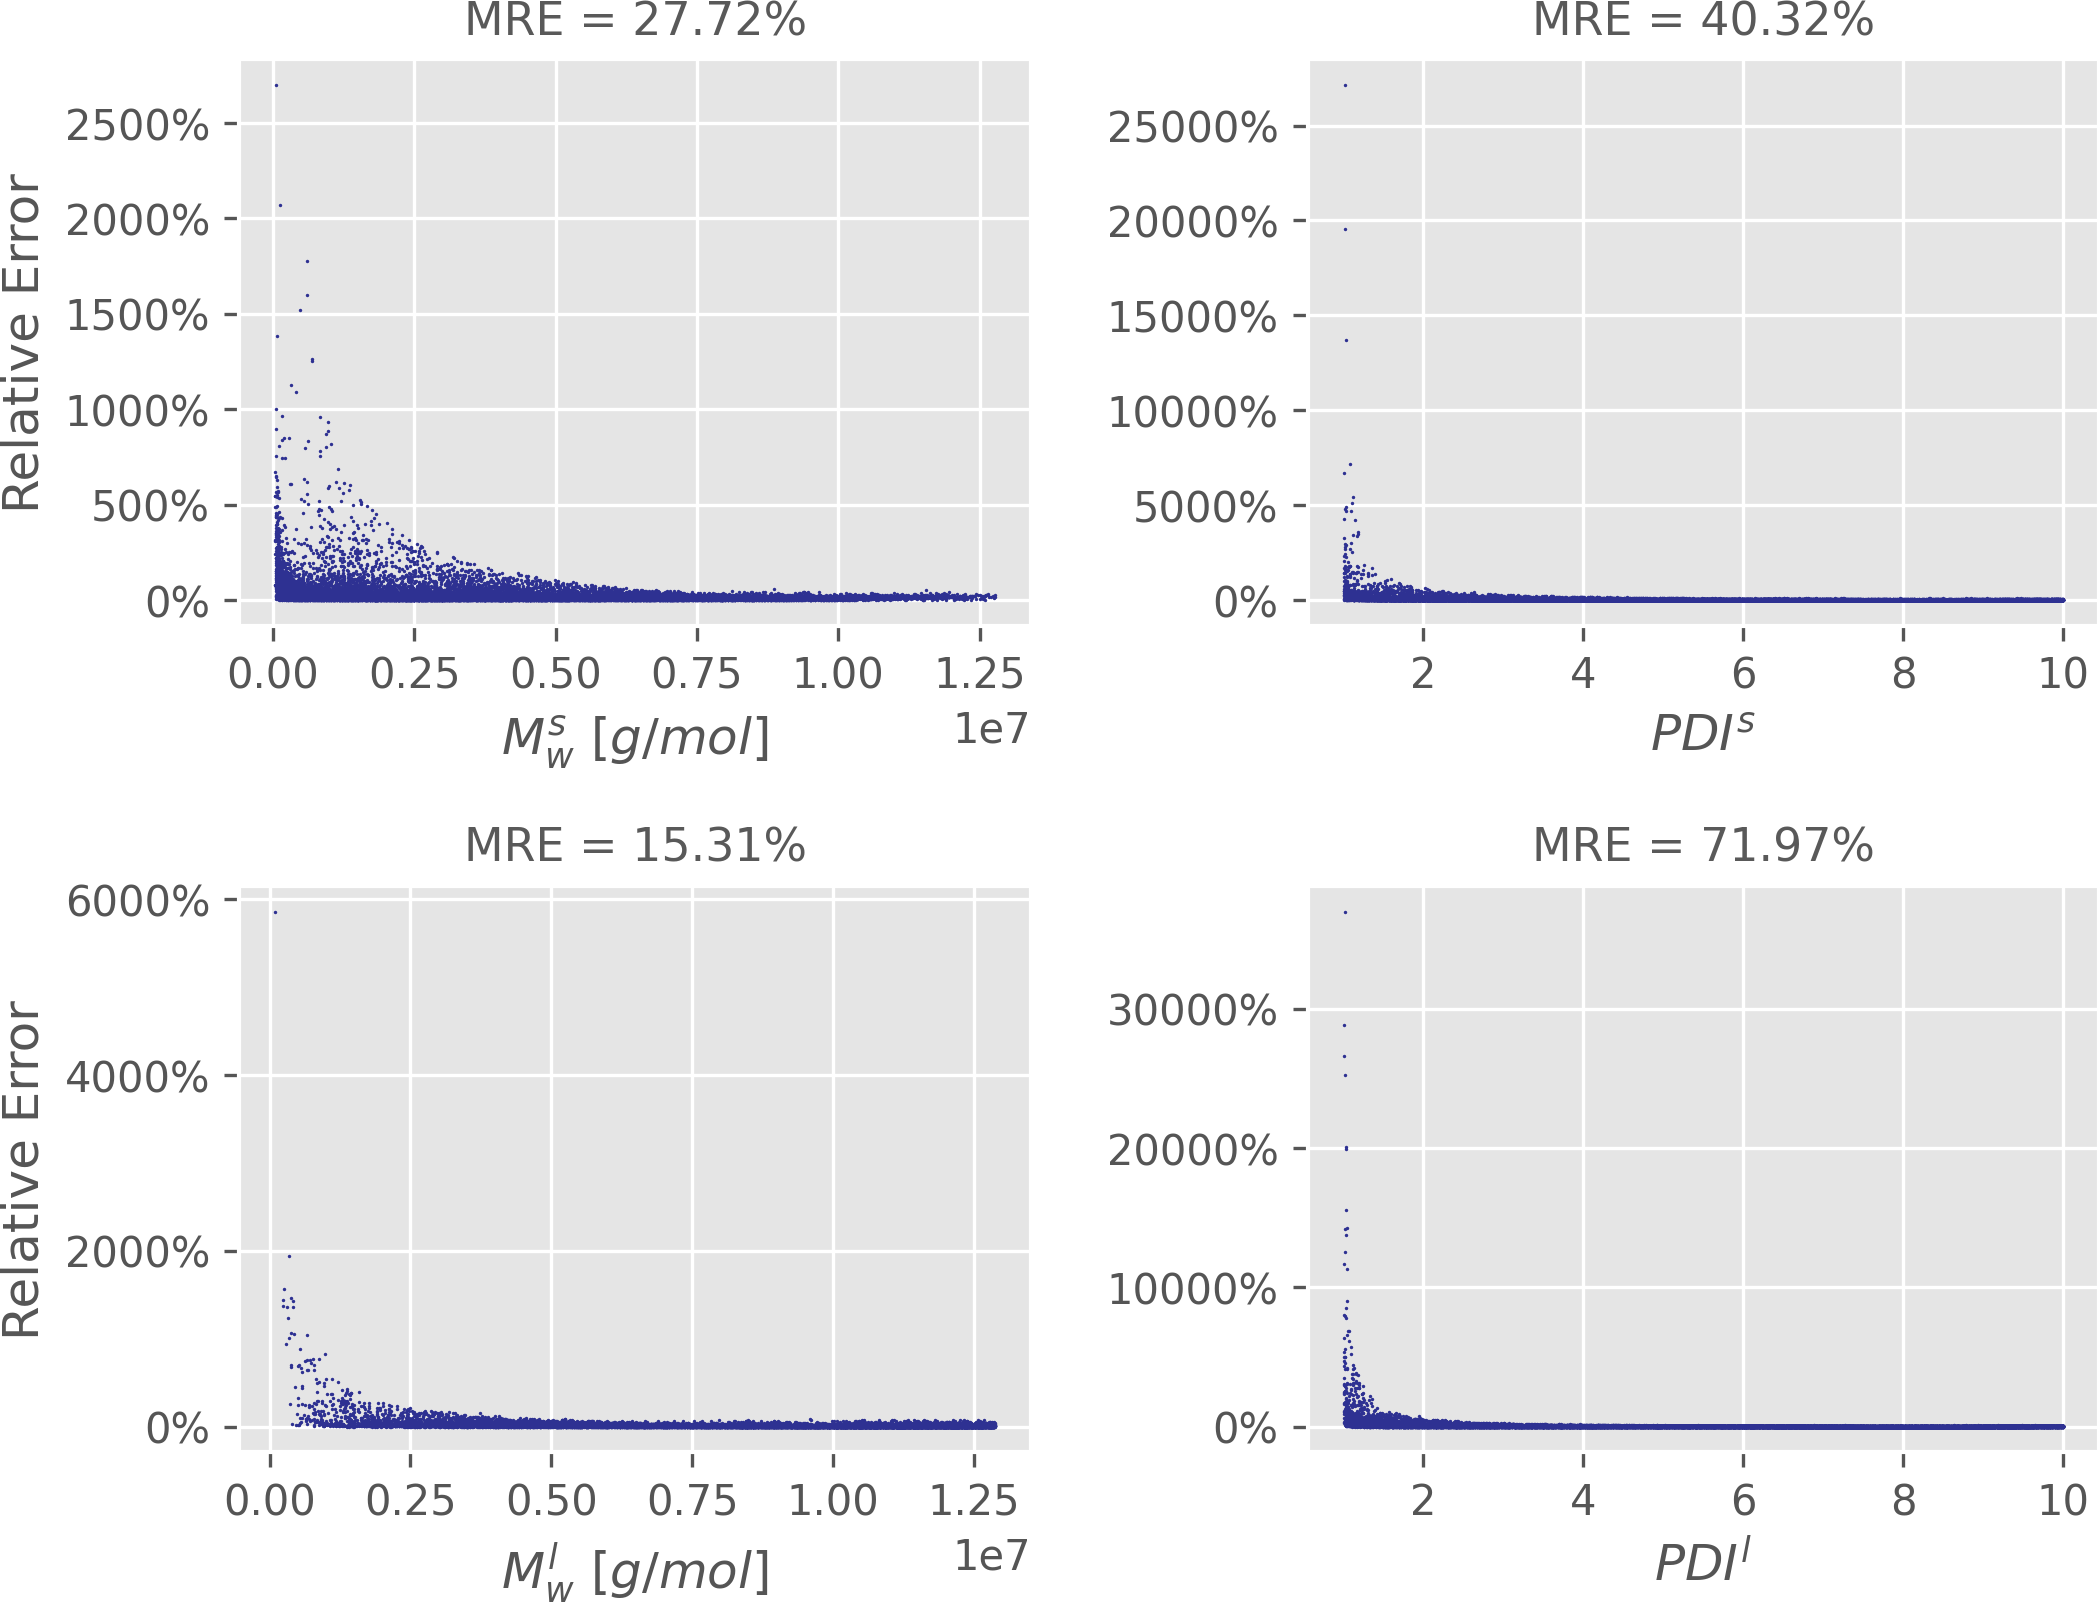 MRE = 27.72%
Relative Error
2500%
2000%
1500%
1000%
500%
0%
0.00 0.25 0.50 0.75 1.00 1.25
1e7
M_w^s [g/mol]
MRE = 40.32%
25000%
20000%
15000%
10000%
5000%
0%
2 4 6 8 10
PDI^s
MRE = 15.31%
Relative Error
6000%
4000%
2000%
0%
0.00 0.25 0.50 0.75 1.00 1.25
1e7
M_w^l [g/mol]
MRE = 71.97%
30000%
20000%
10000%
0%
2 4 6 8 10
PDI^l